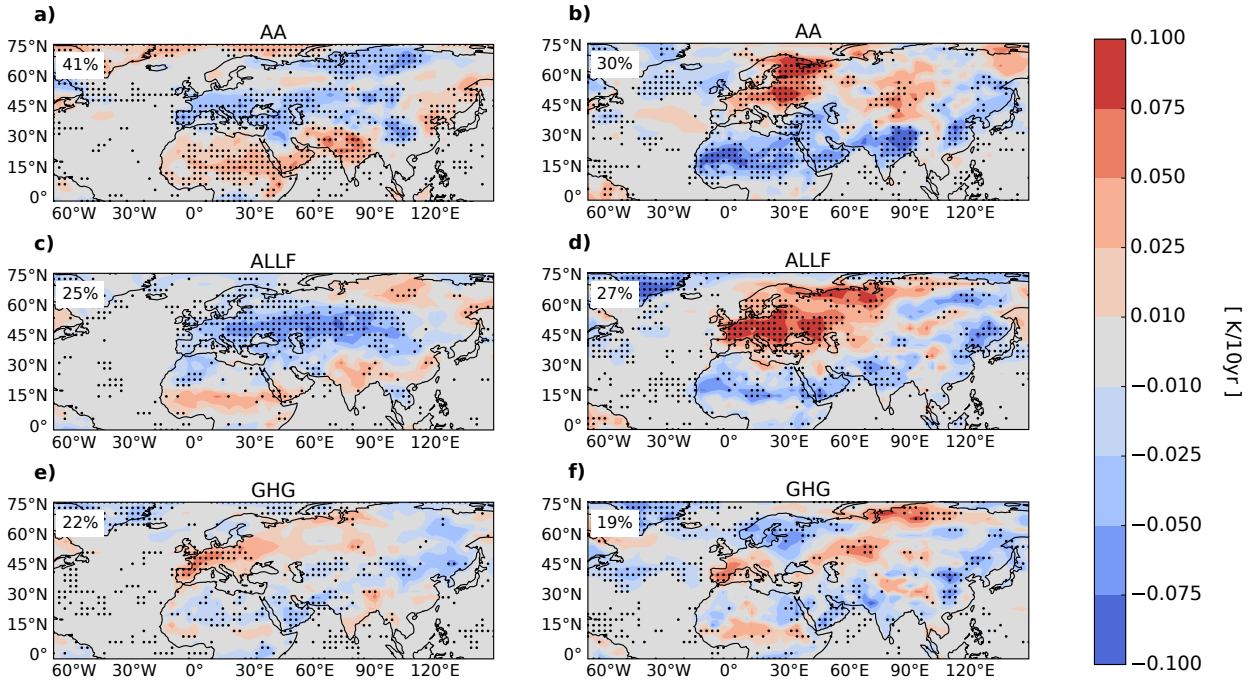 a)
AA
41%
75°N
60°N
45°N
30°N
15°N
0°
60°W 30°W 0° 30°E 60°E 90°E 120°E
b)
AA
30%
75°N
60°N
45°N
30°N
15°N
0°
60°W 30°W 0° 30°E 60°E 90°E 120°E
c)
ALLF
25%
75°N
60°N
45°N
30°N
15°N
0°
60°W 30°W 0° 30°E 60°E 90°E 120°E
d)
ALLF
27%
75°N
60°N
45°N
30°N
15°N
0°
60°W 30°W 0° 30°E 60°E 90°E 120°E
e)
GHG
22%
75°N
60°N
45°N
30°N
15°N
0°
60°W 30°W 0° 30°E 60°E 90°E 120°E
f)
GHG
19%
75°N
60°N
45°N
30°N
15°N
0°
60°W 30°W 0° 30°E 60°E 90°E 120°E
0.100
0.075
0.050
0.025
0.010
−0.010
−0.025
−0.050
−0.075
−0.100
[ K/10yr ]